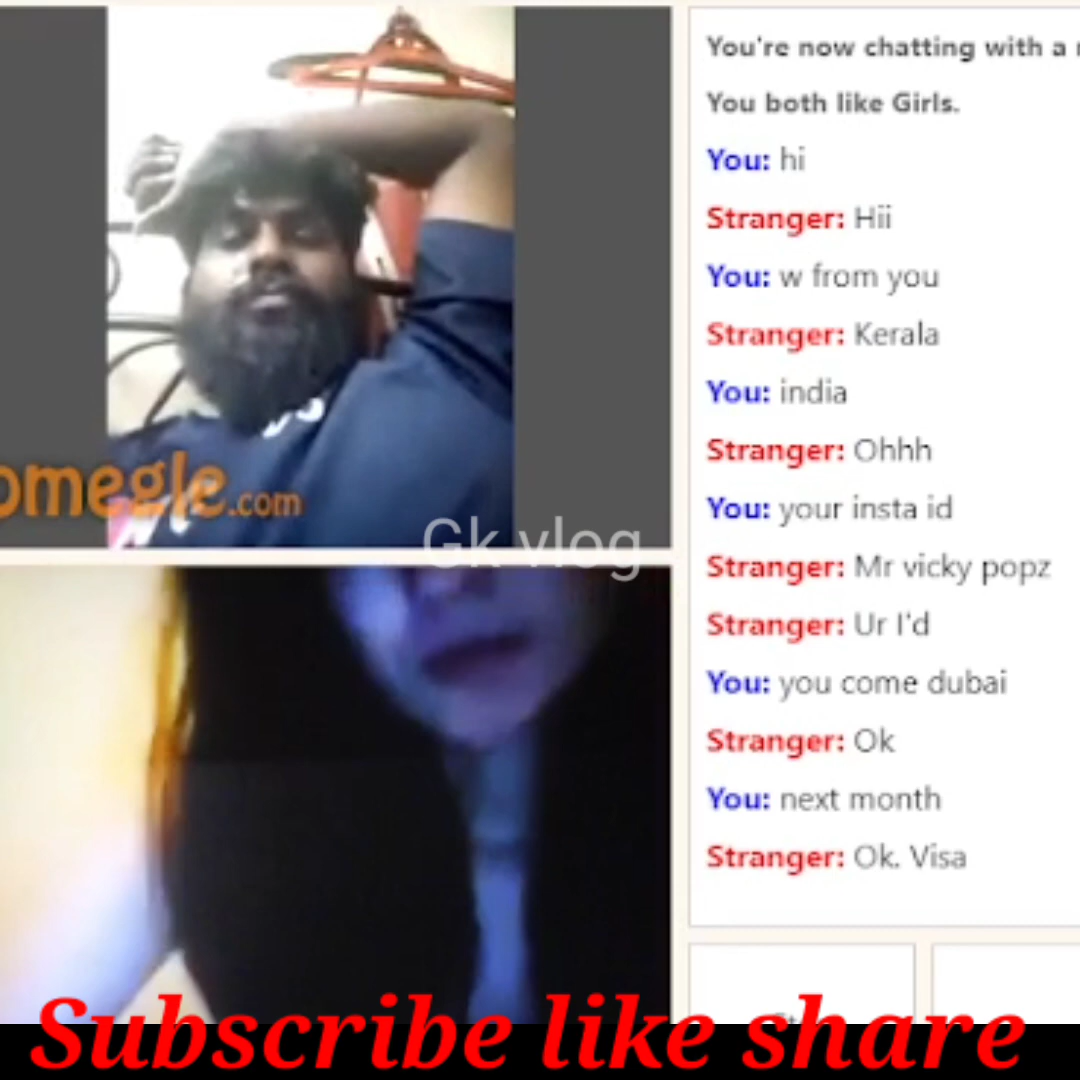 You're now chatting with a
You both like Girls.
You: hi
Stranger: Hii
You: w from you
Stranger: Kerala
You: india
Stranger: Ohhh
You: your insta id
Stranger: Mr vicky popz
Stranger: Ur I'd
You: you come dubai
Stranger: Ok
You: next month
Stranger: Ok. Visa
omegle.com
Gk vlog
Subscribe like share